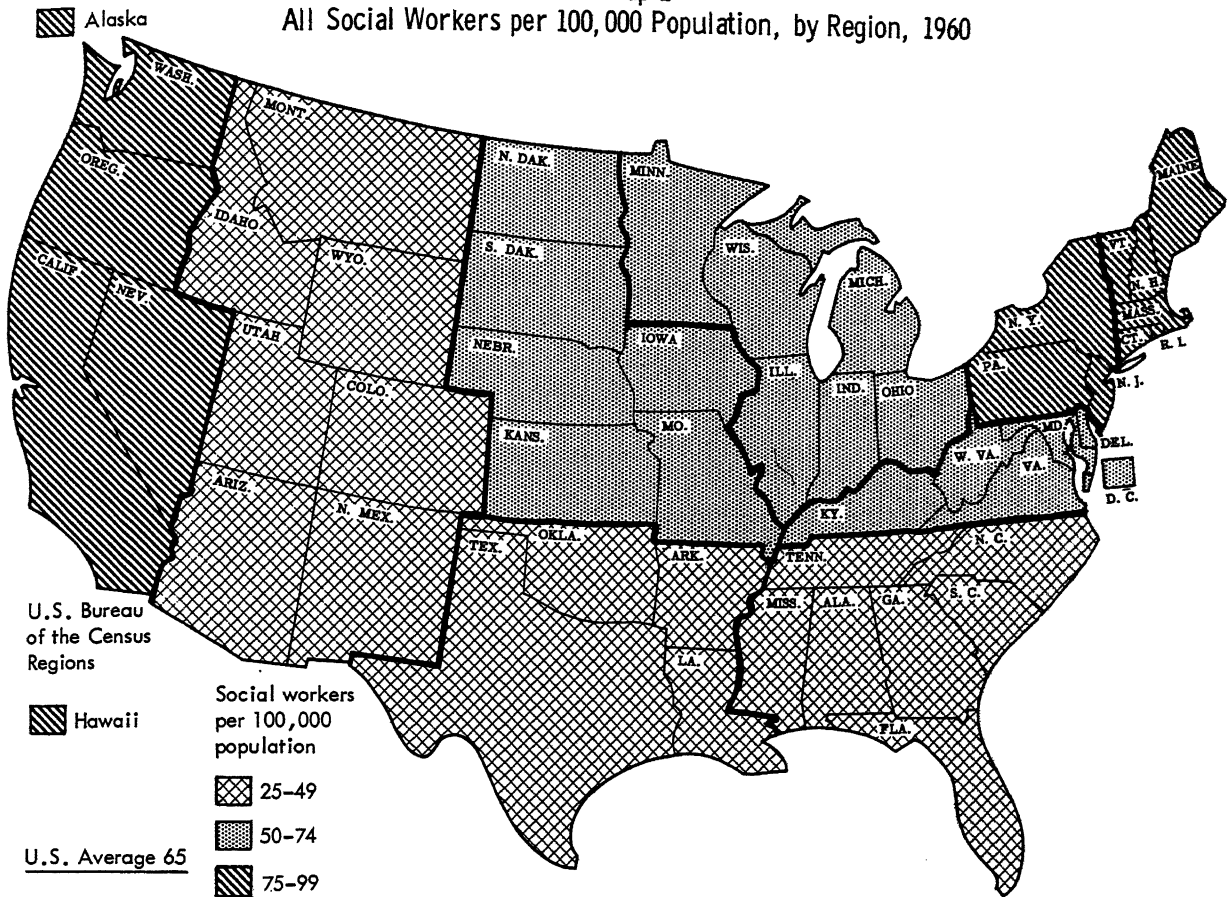 All Social Workers per 100,000 Population, by Region, 1960
Alaska
WASH.
MONT.
OREG.
IDAHO
WYO.
CALIF.
NEV.
UTAH
COLO.
ARIZ.
N. MEX.
N. DAK.
S. DAK.
NEBR.
KANS.
MINN.
WIS.
MICH.
IOWA
ILL.
IND.
OHIO
MO.
KY.
W. VA.
VA.
MD.
DEL.
D. C.
PA.
N. Y.
N. J.
VT.
N. H.
MAINE
MASS.
CT.
R. I.
TEX.
OKLA.
ARK.
LA.
TENN.
MISS.
ALA.
GA.
N. C.
S. C.
FLA.
U.S. Bureau
of the Census
Regions
Hawaii
Social workers
per 100,000
population
25–49
50–74
75–99
U.S. Average 65